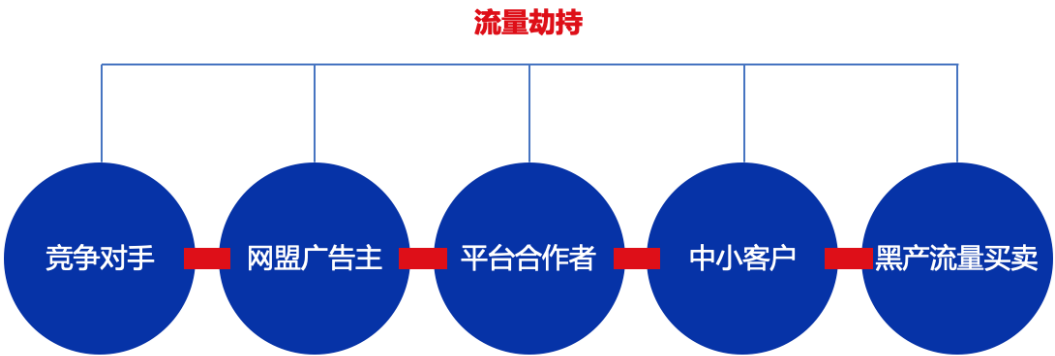 流量劫持
竞争对手
网盟广告主
平台合作者
中小客户
黑产流量买卖